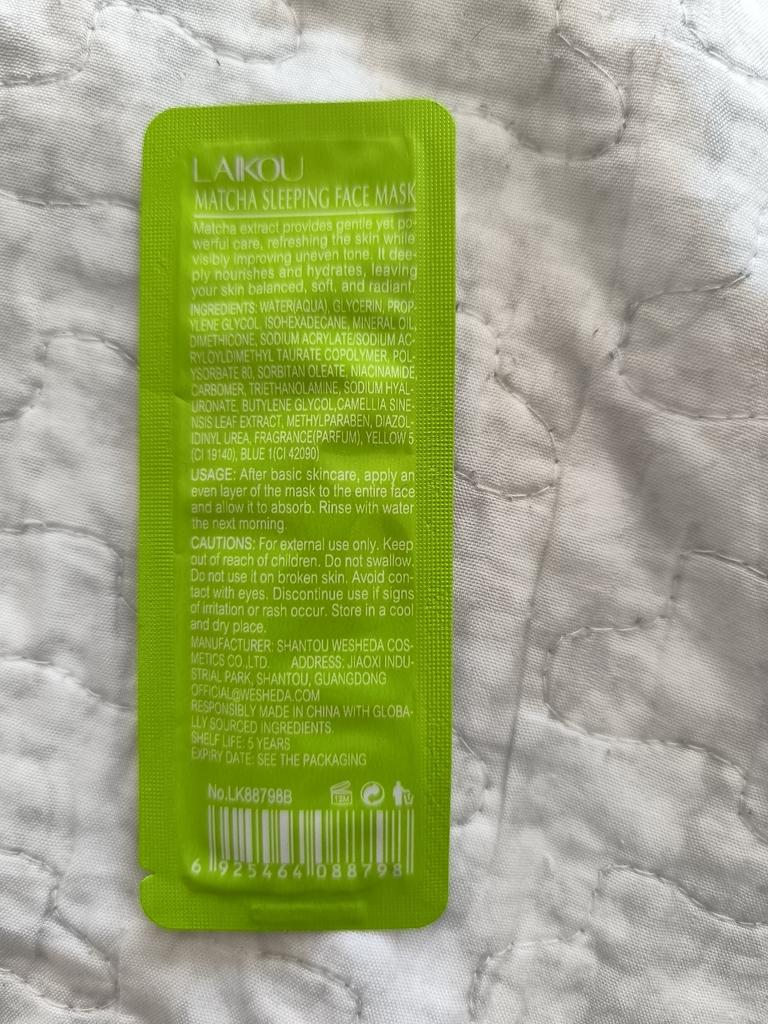 LAIKOU
MATCHA SLEEPING FACE MASK
Matcha extract provides gentle yet po-
werful care, refreshing the skin while
visibly improving uneven tone. It dee-
ply nourishes and hydrates, leaving
your skin balanced, soft, and radiant.
INGREDIENTS: WATER(AQUA), GLYCERIN, PROP-
YLENE GLYCOL, ISOHEXADECANE, MINERAL OIL,
DIMETHICONE, SODIUM ACRYLATE/SODIUM AC-
RYLOYLDIMETHYL TAURATE COPOLYMER, POL-
YSORBATE 80, SORBITAN OLEATE, NIACINAMIDE,
CARBOMER, TRIETHANOLAMINE, SODIUM HYAL-
URONATE, BUTYLENE GLYCOL,CAMELLIA SINE-
NSIS LEAF EXTRACT, METHYLPARABEN, DIAZOL-
IDINYL UREA, FRAGRANCE(PARFUM), YELLOW 5
(CI 19140), BLUE 1(CI 42090)
USAGE: After basic skincare, apply an
even layer of the mask to the entire face
and allow it to absorb. Rinse with water
the next morning.
CAUTIONS: For external use only. Keep
out of reach of children. Do not swallow.
Do not use it on broken skin. Avoid con-
tact with eyes. Discontinue use if signs
of irritation or rash occur. Store in a cool
and dry place.
MANUFACTURER: SHANTOU WESHEDA COS-
METICS CO.,LTD. ADDRESS: JIAOXI INDU-
STRIAL PARK, SHANTOU, GUANGDONG
OFFICIAL@WESHEDA.COM
RESPONSIBLY MADE IN CHINA WITH GLOBA-
LLY SOURCED INGREDIENTS.
SHELF LIFE: 5 YEARS
EXPIRY DATE: SEE THE PACKAGING
No.LK88798B
12M
6 925464 088798